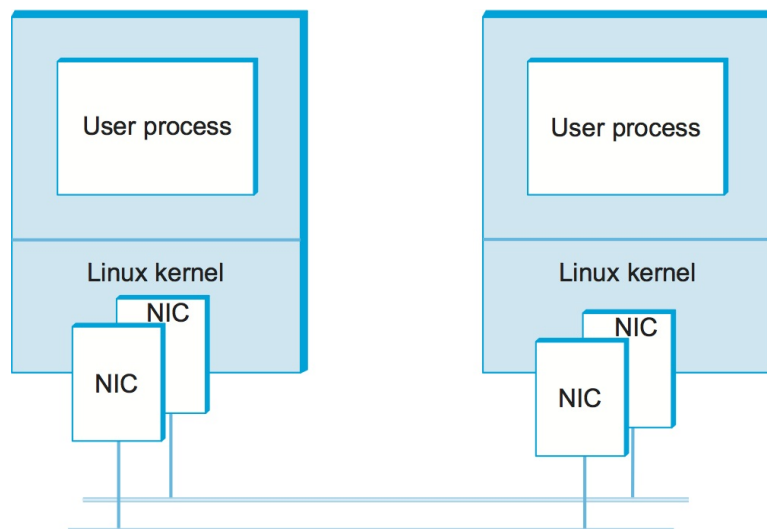 User process
User process
Linux kernel
Linux kernel
NIC
NIC
NIC
NIC